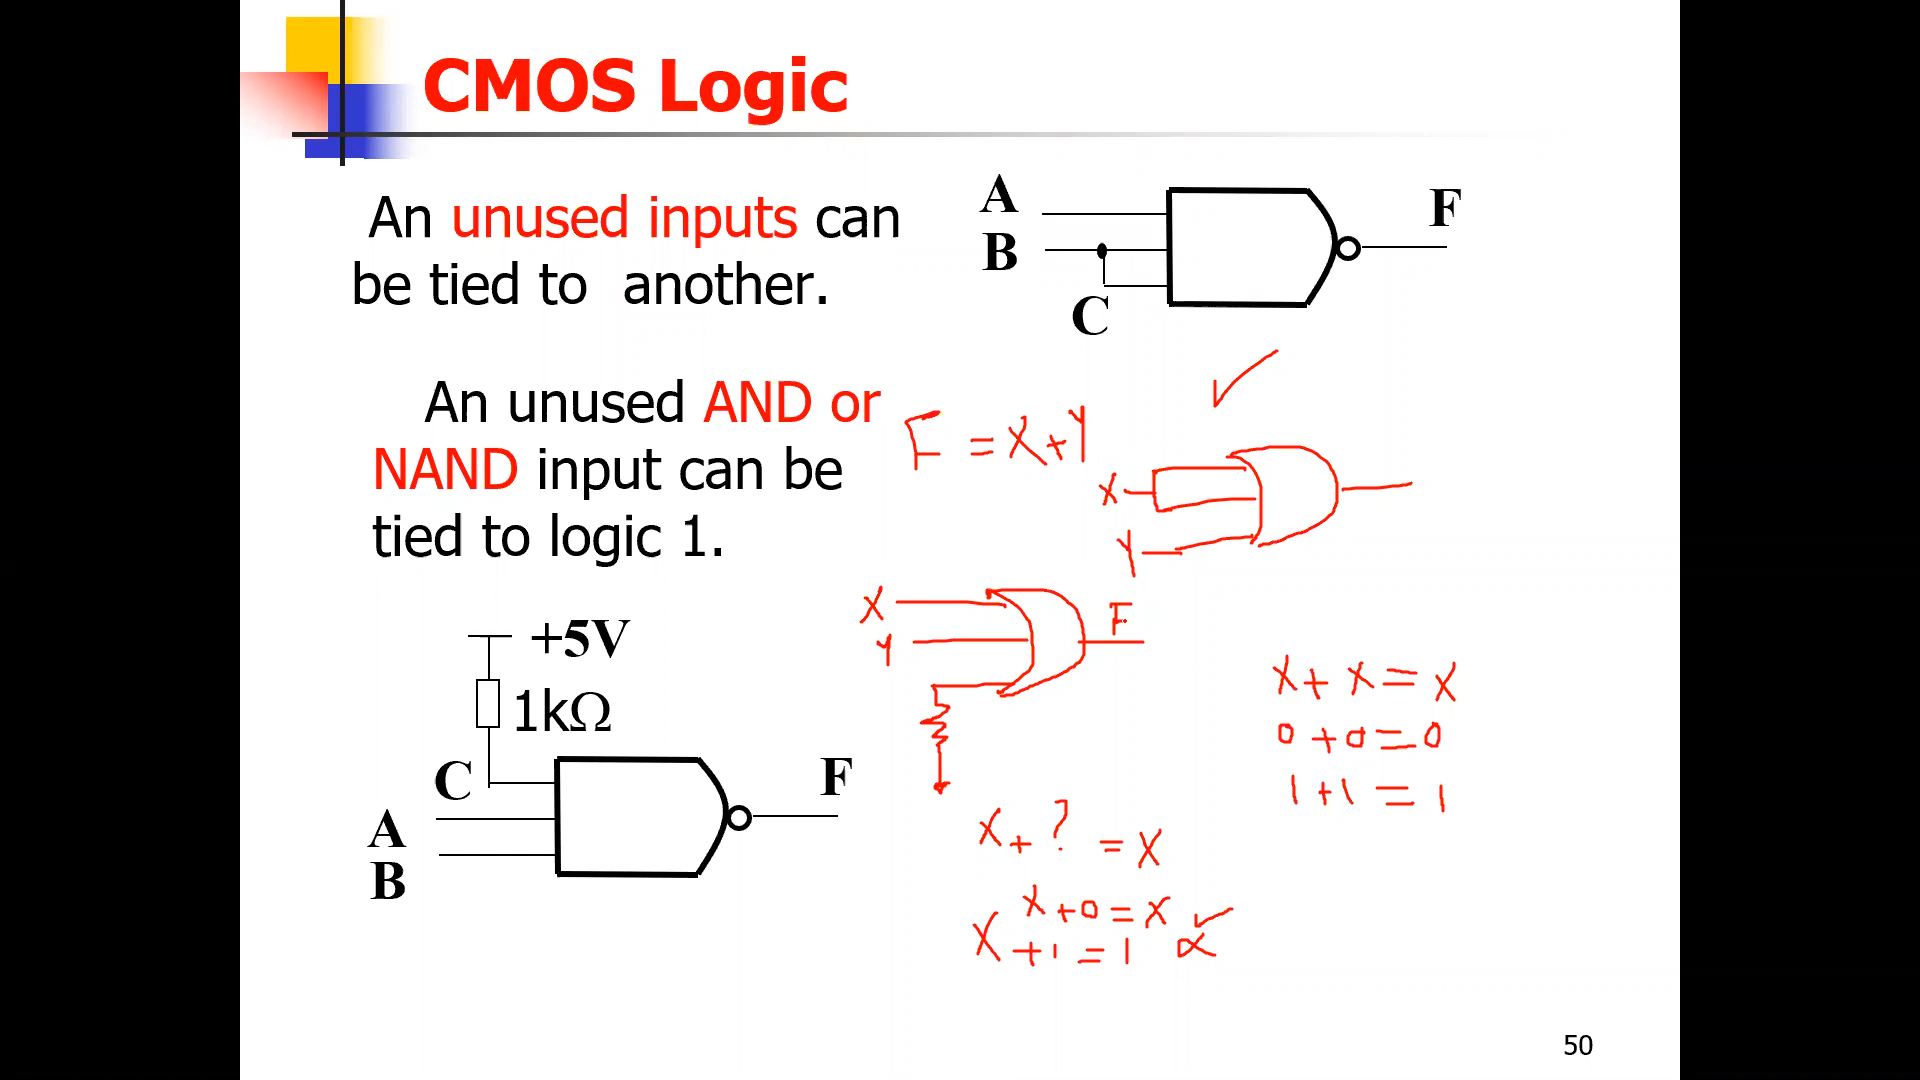 CMOS Logic
An unused inputs can
be tied to another.
A
B
C
F
An unused AND or
NAND input can be
tied to logic 1.
F = X+Y
X
Y
X
Y
F
+5V
1kΩ
C
A
B
F
X + X = X
0 + 0 = 0
1 + 1 = 1
X + ? = X
X + 0 = X
X + 1 = 1
50